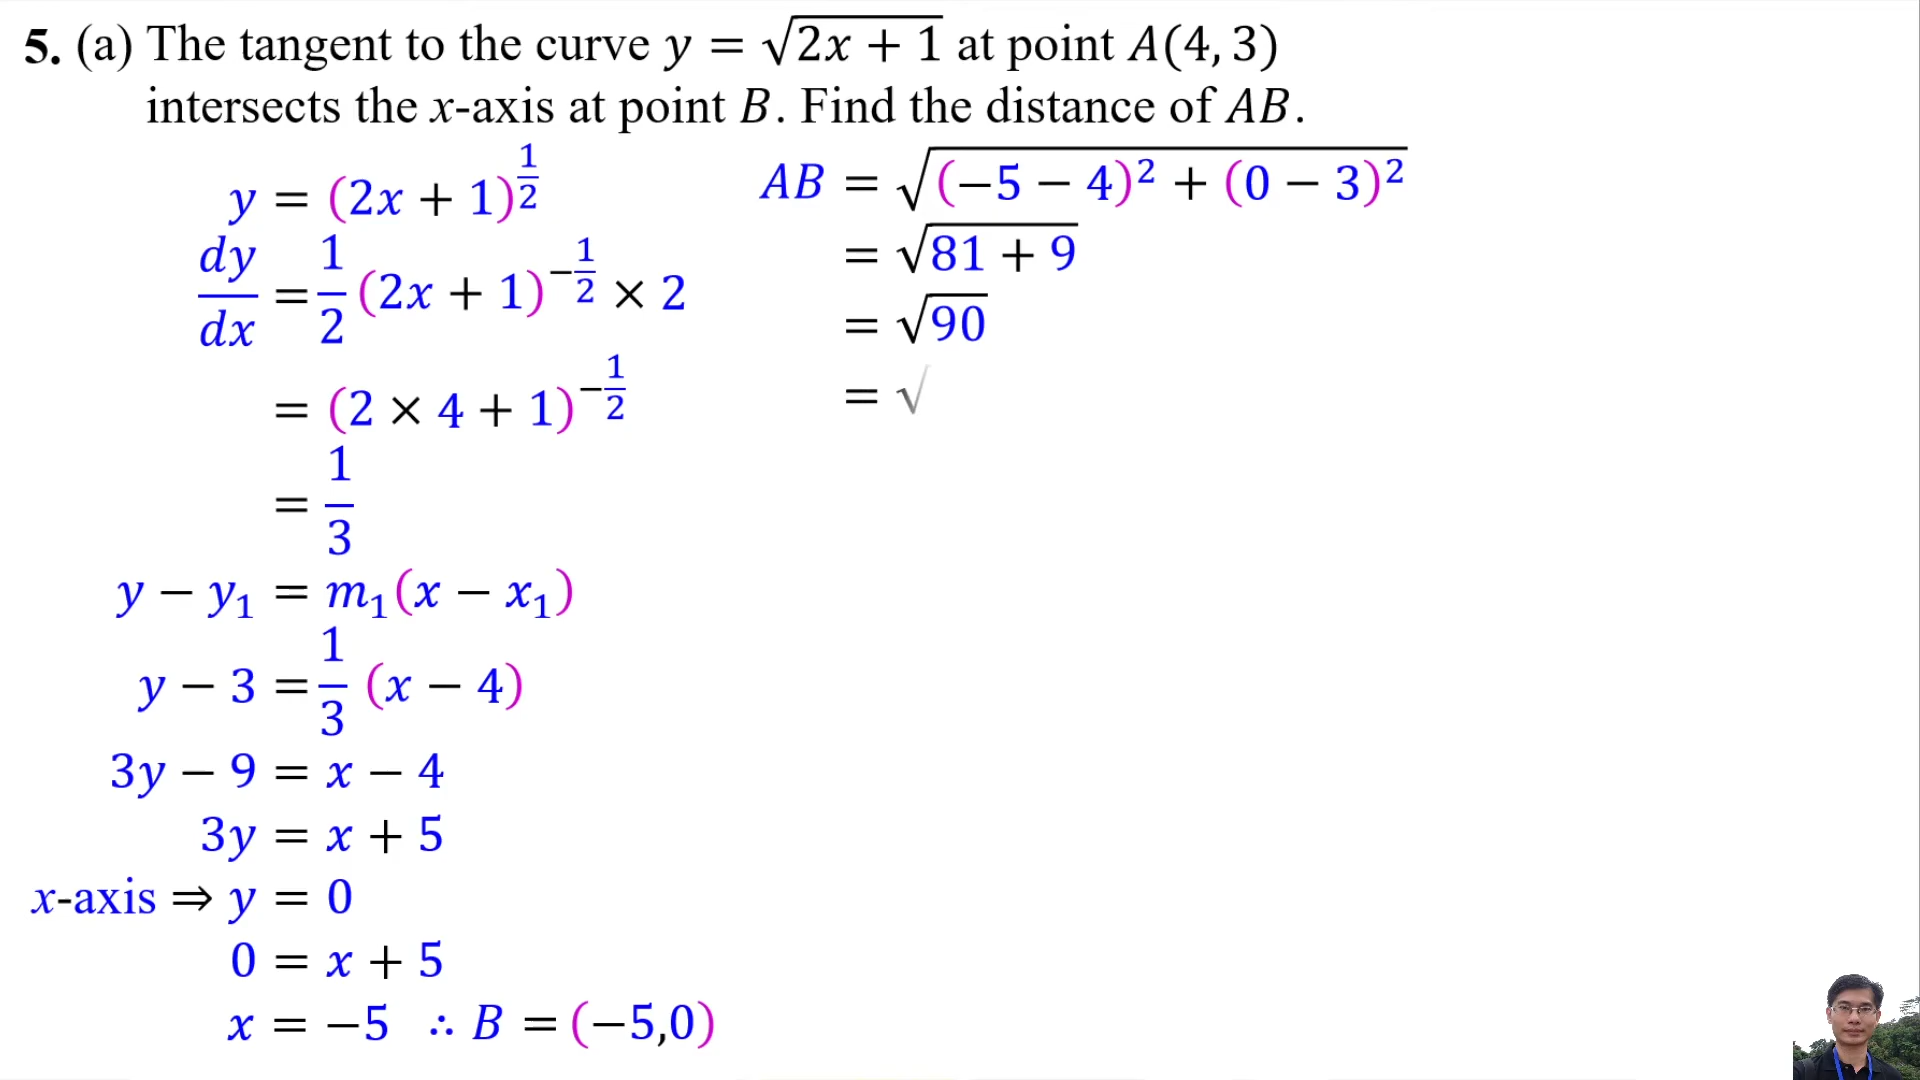 5. (a) The tangent to the curve y = √(2x + 1) at point A(4, 3)
intersects the x-axis at point B. Find the distance of AB.
y = (2x + 1)^(1/2)
dy/dx = 1/2 (2x + 1)^(-1/2) × 2
= (2 × 4 + 1)^(-1/2)
= 1/3
y − y₁ = m₁(x − x₁)
y − 3 = 1/3 (x − 4)
3y − 9 = x − 4
3y = x + 5
x-axis ⇒ y = 0
0 = x + 5
x = −5 ∴ B = (−5,0)
AB = √((−5 − 4)² + (0 − 3)²)
= √(81 + 9)
= √90
= √